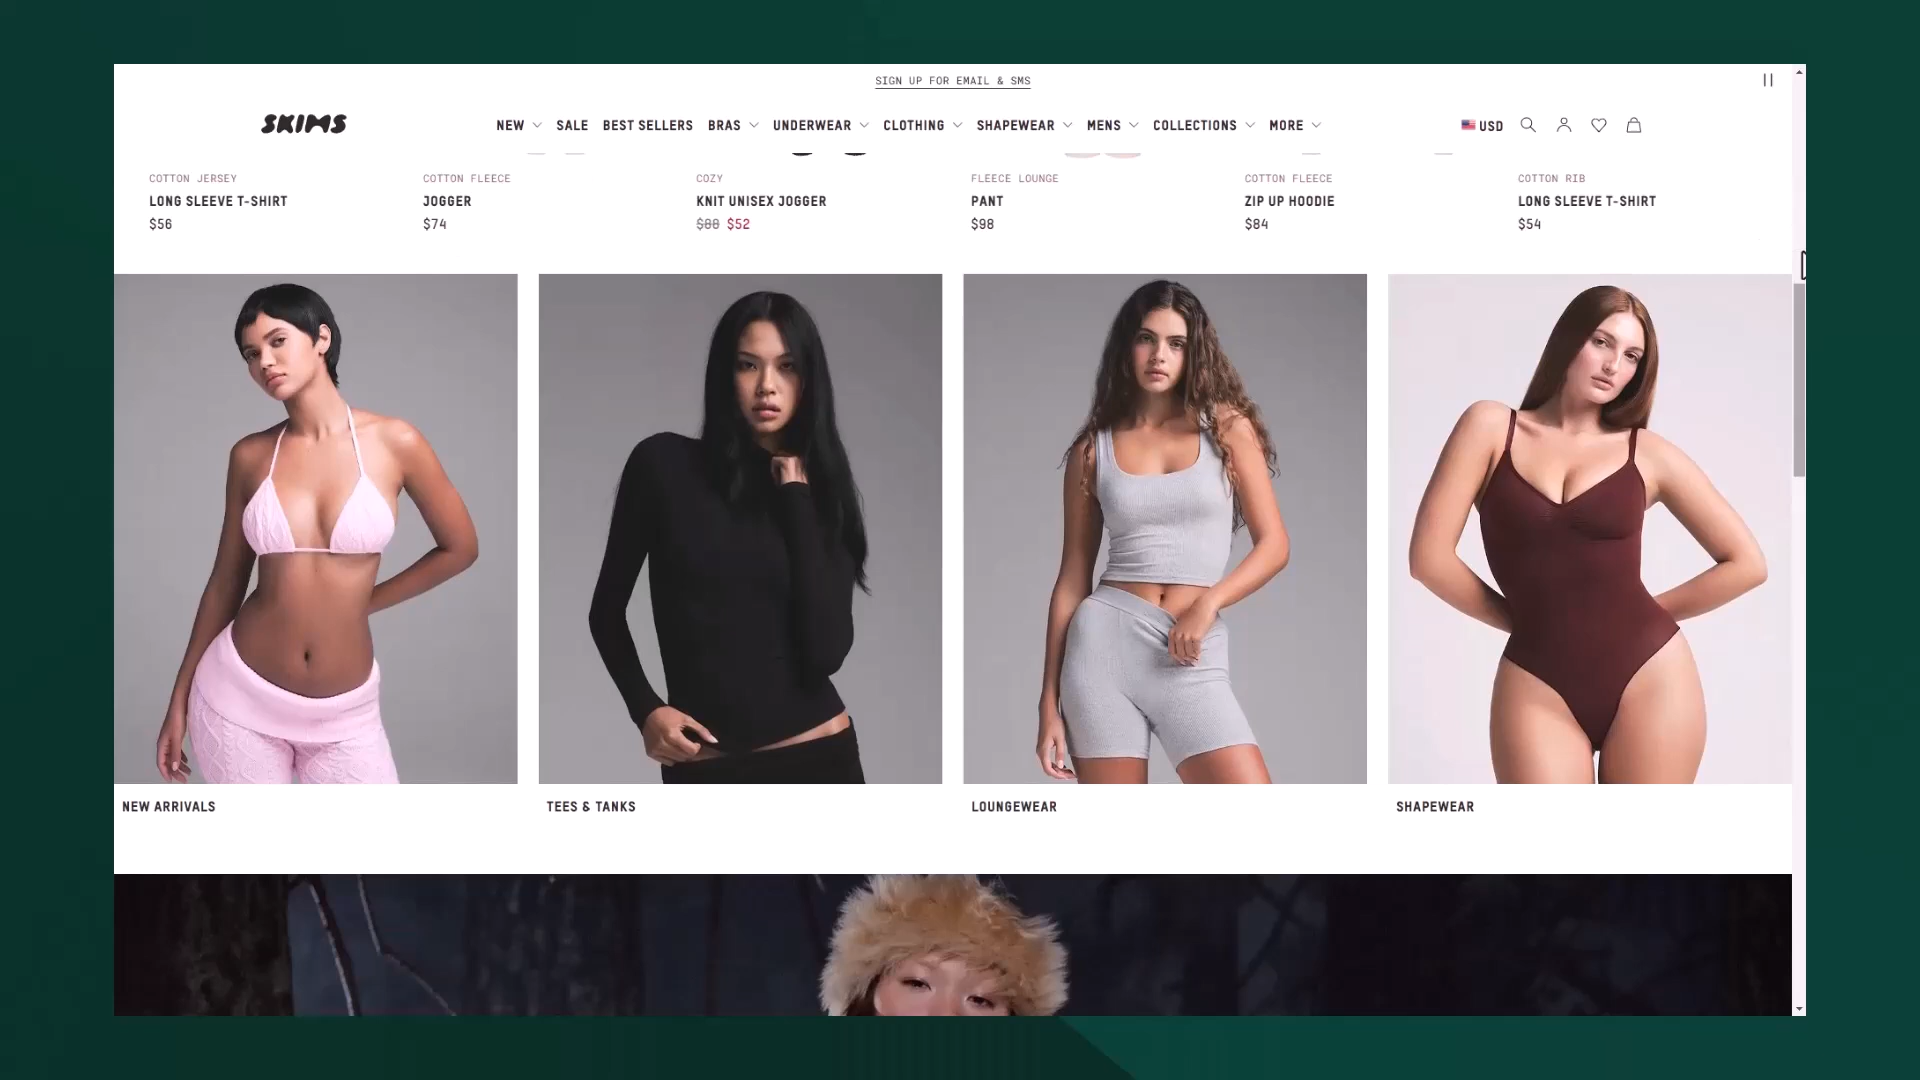 SIGN UP FOR EMAIL & SMS
SKIMS
NEW SALE BEST SELLERS BRAS UNDERWEAR CLOTHING SHAPEWEAR MENS COLLECTIONS MORE
USD
COTTON JERSEY
LONG SLEEVE T-SHIRT
$56
COTTON FLEECE
JOGGER
$74
COZY
KNIT UNISEX JOGGER
$88 $52
FLEECE LOUNGE
PANT
$98
COTTON FLEECE
ZIP UP HOODIE
$84
COTTON RIB
LONG SLEEVE T-SHIRT
$54
NEW ARRIVALS
TEES & TANKS
LOUNGEWEAR
SHAPEWEAR